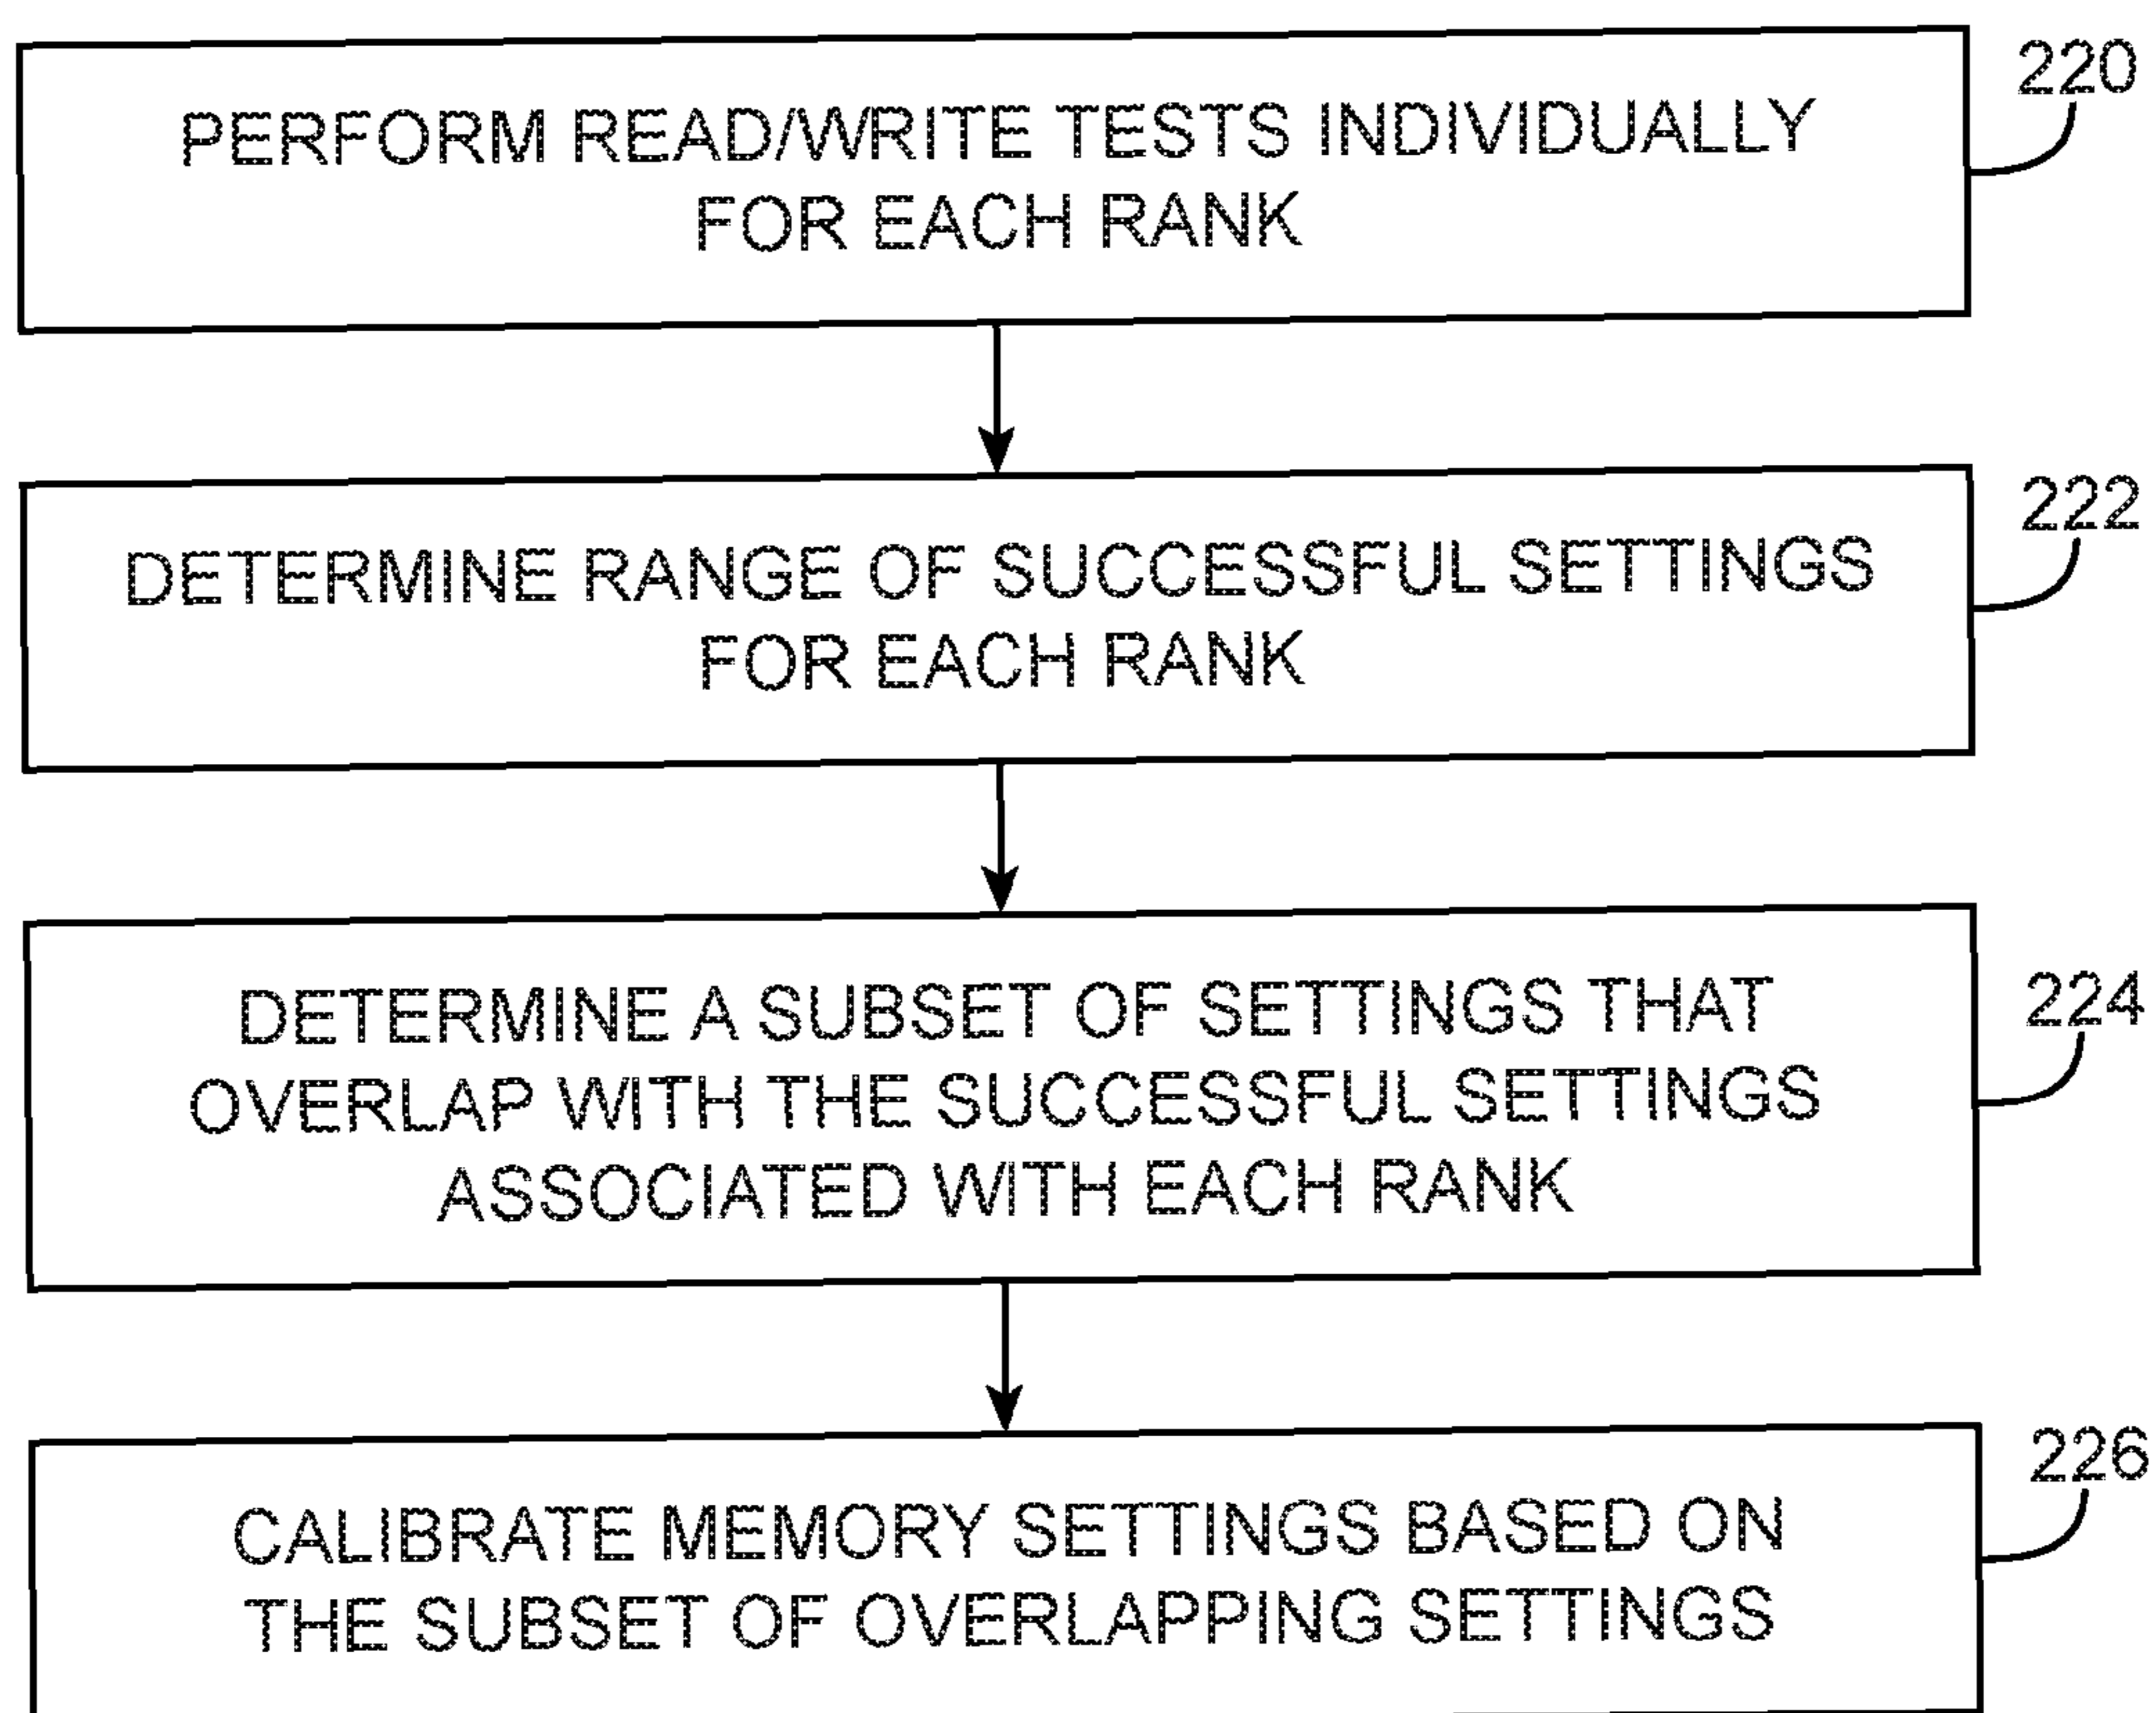 PERFORM READ/WRITE TESTS INDIVIDUALLY
FOR EACH RANK
220
DETERMINE RANGE OF SUCCESSFUL SETTINGS
FOR EACH RANK
222
DETERMINE A SUBSET OF SETTINGS THAT
OVERLAP WITH THE SUCCESSFUL SETTINGS
ASSOCIATED WITH EACH RANK
224
CALIBRATE MEMORY SETTINGS BASED ON
THE SUBSET OF OVERLAPPING SETTINGS
226